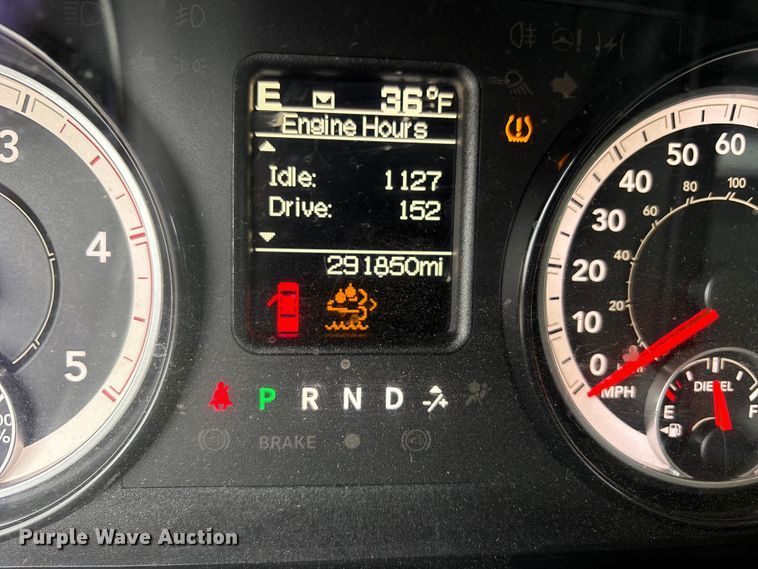 E 36°F
Engine Hours
Idle: 1127
Drive: 152
291850mi
3
4
5
00
%
P R N D -/+
BRAKE
0 10 20 30 40 50 60
20 40 60 80 100
MPH
E DIESEL F
Purple Wave Auction